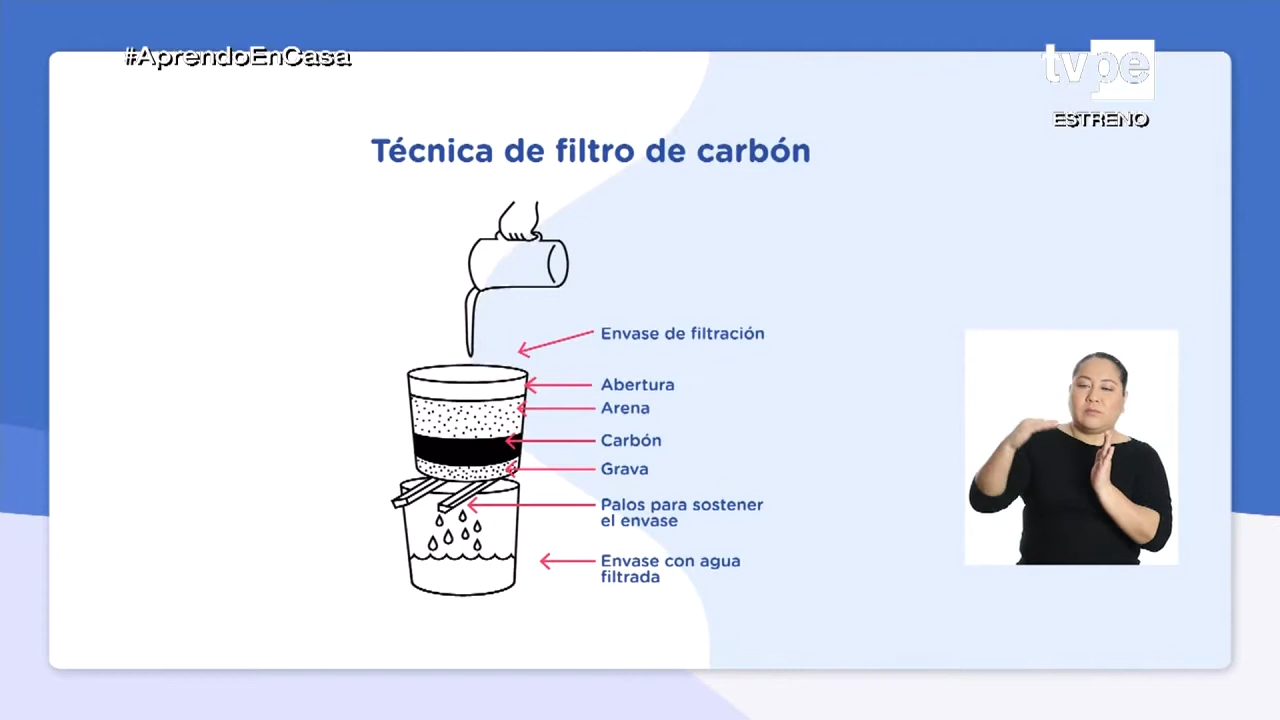 #AprendoEnCasa
tvpe
ESTRENO
Técnica de filtro de carbón
Envase de filtración
Abertura
Arena
Carbón
Grava
Palos para sostener
el envase
Envase con agua
filtrada